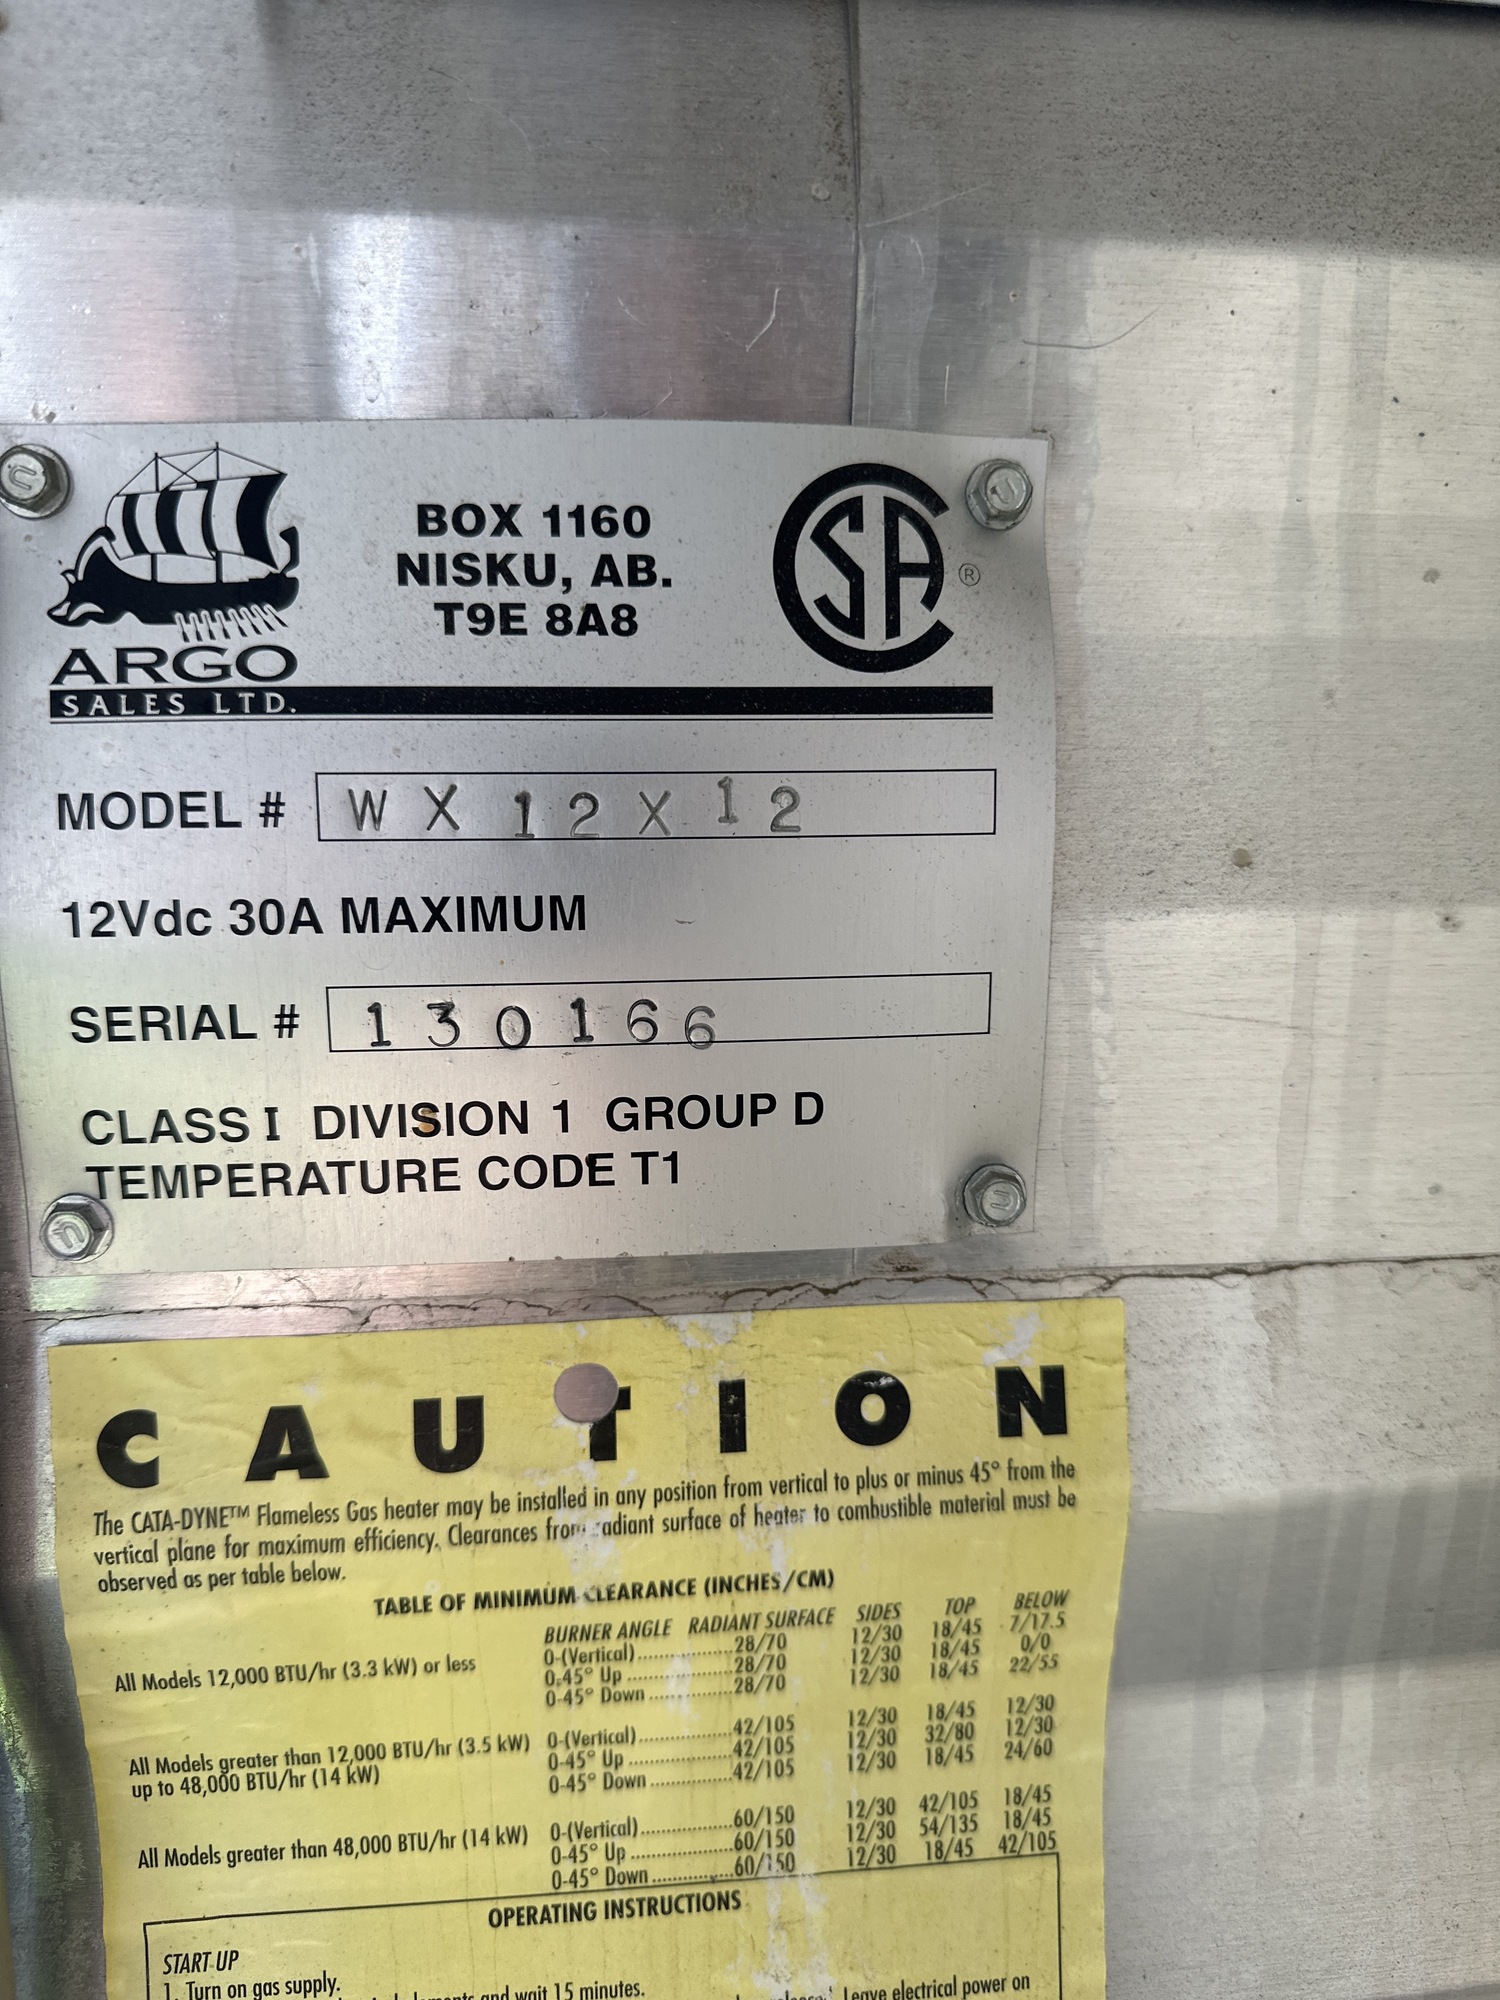 BOX 1160
NISKU, AB.
T9E 8A8
CSA ®
ARGO
SALES LTD.
MODEL # WX12X12
12Vdc 30A MAXIMUM
SERIAL # 130166
CLASS I DIVISION 1 GROUP D
TEMPERATURE CODE T1
CAUTION
The CATA-DYNE™ Flameless Gas heater may be installed in any position from vertical to plus or minus 45° from the
vertical plane for maximum efficiency. Clearances from radiant surface of heater to combustible material must be
observed as per table below.
TABLE OF MINIMUM CLEARANCE (INCHES/CM)
BURNER ANGLE RADIANT SURFACE SIDES TOP BELOW
All Models 12,000 BTU/hr (3.3 kW) or less
0-(Vertical)................28/70 12/30 18/45 7/17.5
0-45° Up..................28/70 12/30 18/45 0/0
0-45° Down..............28/70 12/30 18/45 22/55
All Models greater than 12,000 BTU/hr (3.5 kW)
up to 48,000 BTU/hr (14 kW)
0-(Vertical)................42/105 12/30 18/45 12/30
0-45° Up..................42/105 12/30 32/80 12/30
0-45° Down..............42/105 12/30 18/45 24/60
All Models greater than 48,000 BTU/hr (14 kW)
0-(Vertical)................60/150 12/30 42/105 18/45
0-45° Up..................60/150 12/30 54/135 18/45
0-45° Down..............60/150 12/30 18/45 42/105
OPERATING INSTRUCTIONS
START UP
1. Turn on gas supply.
and wait 15 minutes. Leave electrical power on